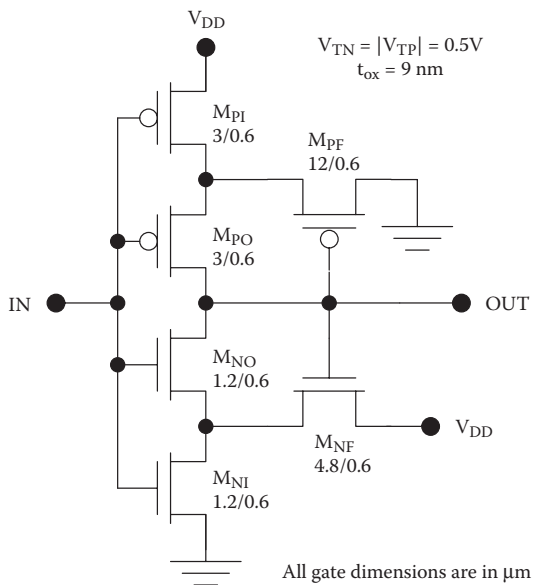 V_DD
V_TN = |V_TP| = 0.5V
t_ox = 9 nm
M_PI
3/0.6
M_PF
12/0.6
M_PO
3/0.6
IN
OUT
M_NO
1.2/0.6
V_DD
M_NF
4.8/0.6
M_NI
1.2/0.6
All gate dimensions are in μm